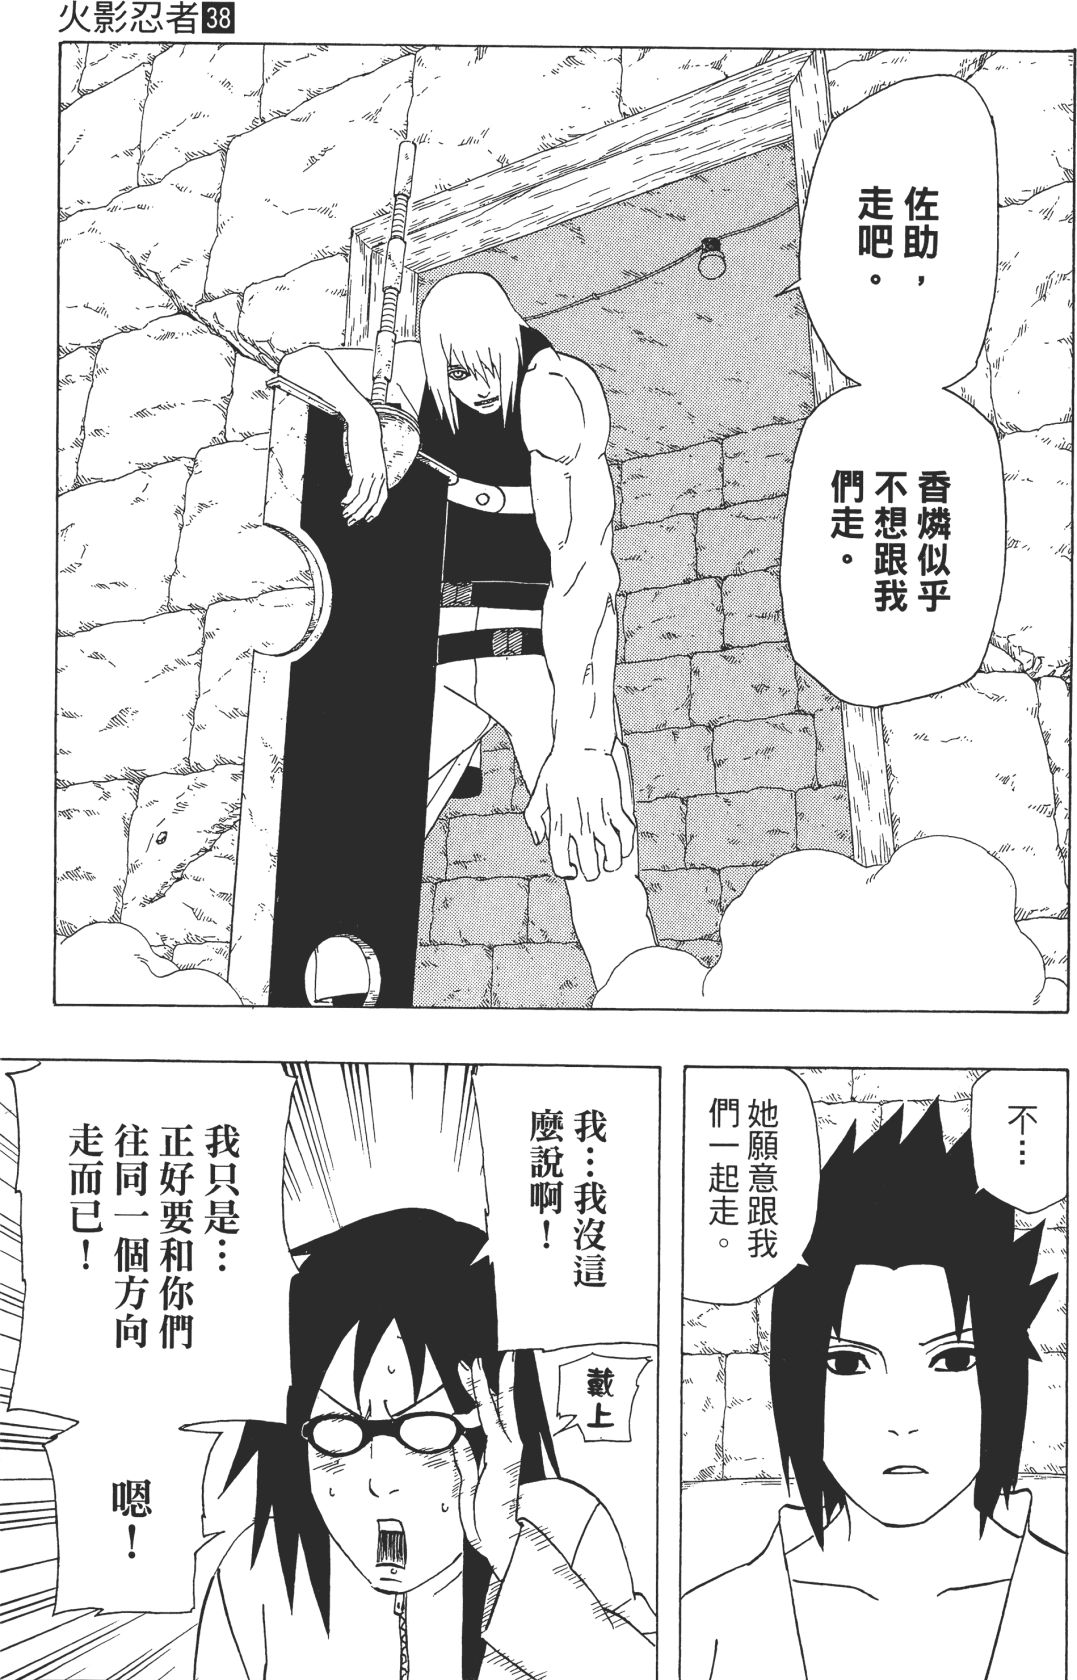 火影忍者38
佐助，
走吧。
香燐似乎
不想跟我
們走。
不…
她願意跟我
們一起走。
我…我沒這
麼說啊！
戴上
我只是…
正好要和你們
往同一個方向
走而已！
嗯！